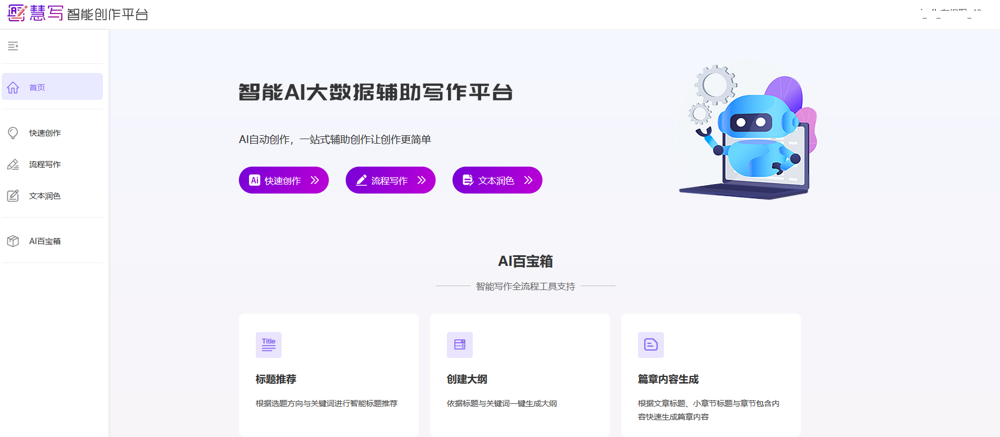 慧写 智能创作平台
首页
快速创作
流程写作
文本润色
AI百宝箱
智能AI大数据辅助写作平台
AI自动创作，一站式辅助创作让创作更简单
Ai 快速创作
流程写作
文本润色
AI百宝箱
智能写作全流程工具支持
Title
标题推荐
根据选题方向与关键词进行智能标题推荐
创建大纲
依据标题与关键词一键生成大纲
篇章内容生成
根据文章标题、小章节标题与章节包含内
容快速生成篇章内容